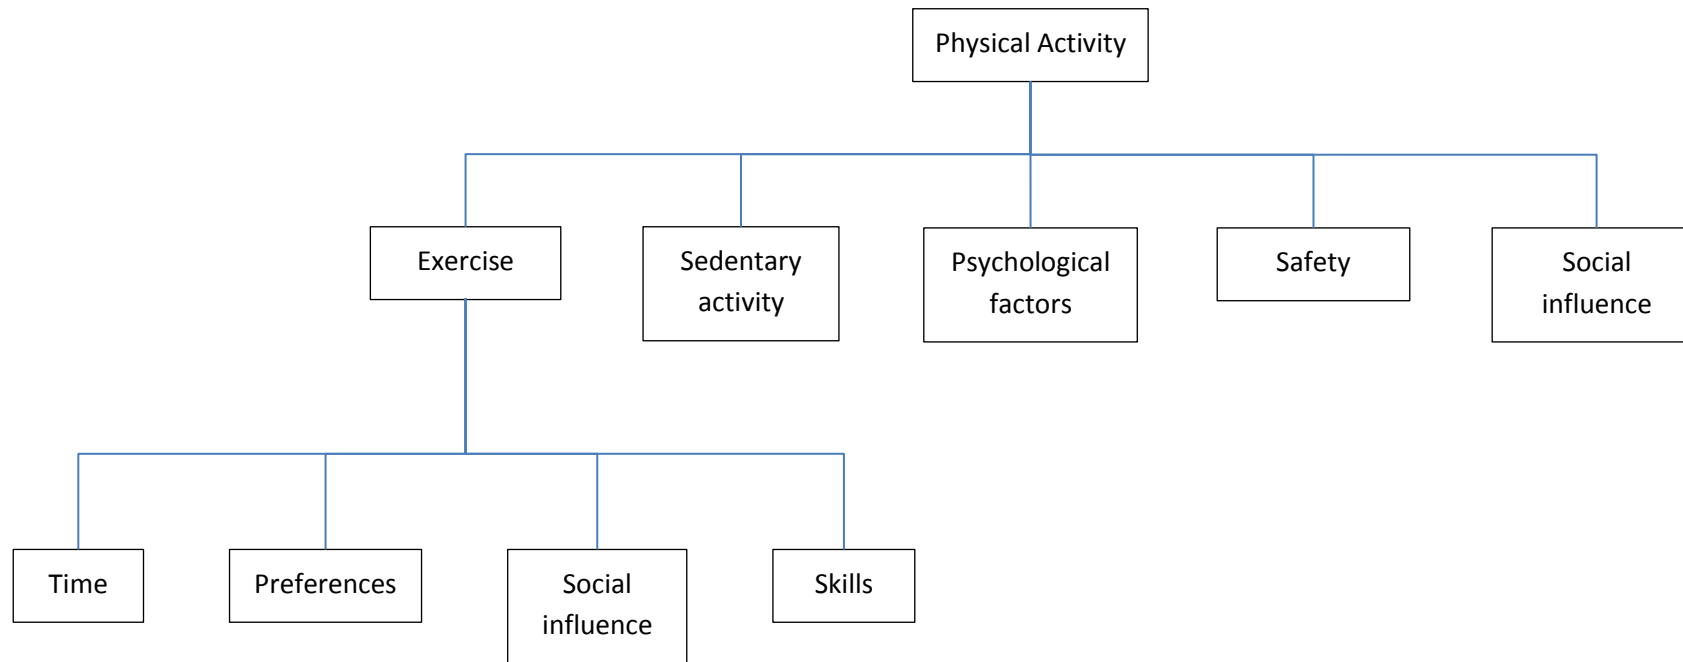 Physical Activity
Exercise
Sedentary
activity
Psychological
factors
Safety
Social
influence
Time
Preferences
Social
influence
Skills